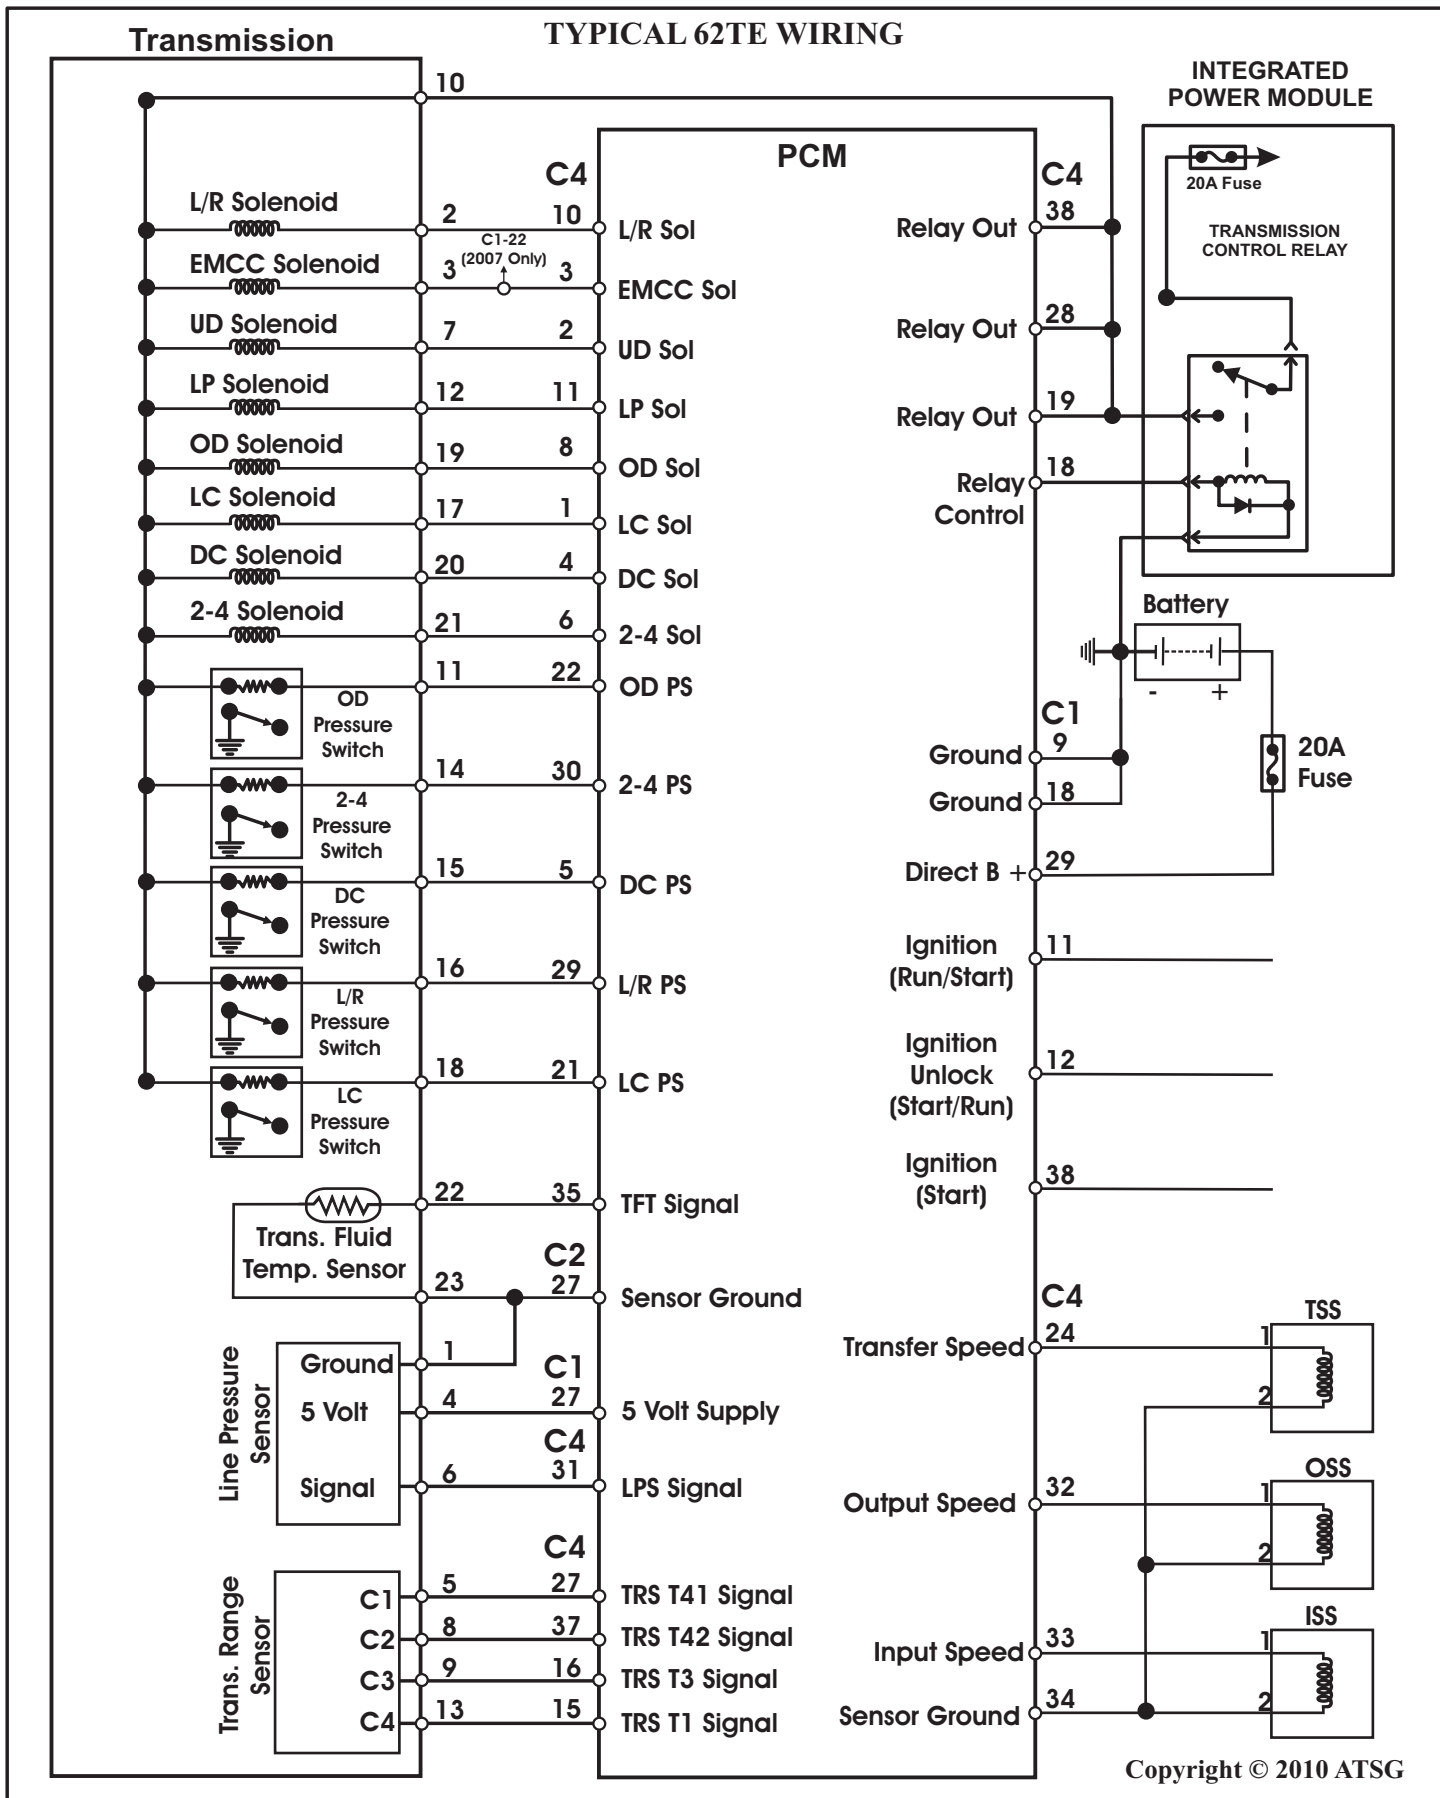 TYPICAL 62TE WIRING
Transmission
INTEGRATED
POWER MODULE
20A Fuse
TRANSMISSION
CONTROL RELAY
PCM
10
C4
C4
L/R Solenoid
2
10
L/R Sol
Relay Out
38
C1-22
(2007 Only)
EMCC Solenoid
3
3
EMCC Sol
UD Solenoid
7
2
UD Sol
Relay Out
28
LP Solenoid
12
11
LP Sol
Relay Out
19
OD Solenoid
19
8
OD Sol
Relay
Control
18
LC Solenoid
17
1
LC Sol
DC Solenoid
20
4
DC Sol
2-4 Solenoid
21
6
2-4 Sol
Battery
- +
20A
Fuse
OD
Pressure
Switch
11
22
OD PS
C1
Ground
9
2-4
Pressure
Switch
14
30
2-4 PS
Ground
18
DC
Pressure
Switch
15
5
DC PS
Direct B +
29
L/R
Pressure
Switch
16
29
L/R PS
Ignition
(Run/Start)
11
LC
Pressure
Switch
18
21
LC PS
Ignition
Unlock
(Start/Run)
12
Ignition
(Start)
38
Trans. Fluid
Temp. Sensor
22
35
TFT Signal
C2
23
27
Sensor Ground
Line Pressure
Sensor
Ground
1
C1
5 Volt
4
27
5 Volt Supply
C4
Signal
6
31
LPS Signal
C4
Transfer Speed
24
TSS
1
2
Output Speed
32
OSS
1
2
Input Speed
33
ISS
1
2
Sensor Ground
34
C4
Trans. Range
Sensor
C1
5
27
TRS T41 Signal
C2
8
37
TRS T42 Signal
C3
9
16
TRS T3 Signal
C4
13
15
TRS T1 Signal
Copyright © 2010 ATSG